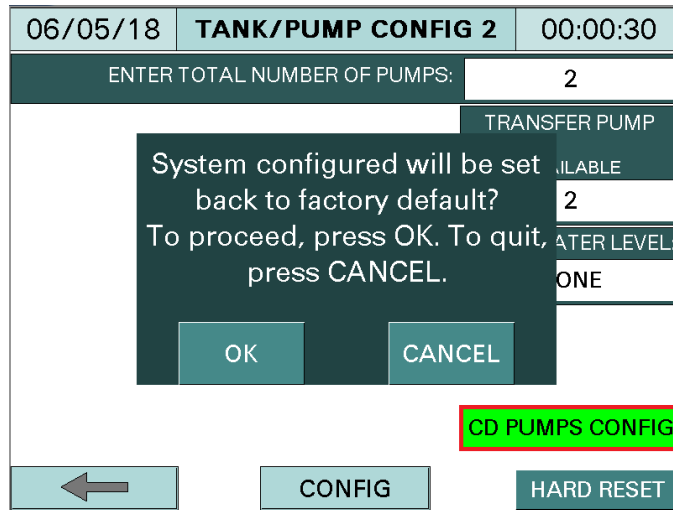 06/05/18 TANK/PUMP CONFIG 2 00:00:30
ENTER TOTAL NUMBER OF PUMPS: 2
TRANSFER PUMP
System configured will be set
back to factory default?
To proceed, press OK. To quit,
press CANCEL.
OK CANCEL
2
CD PUMPS CONFIG
CONFIG HARD RESET